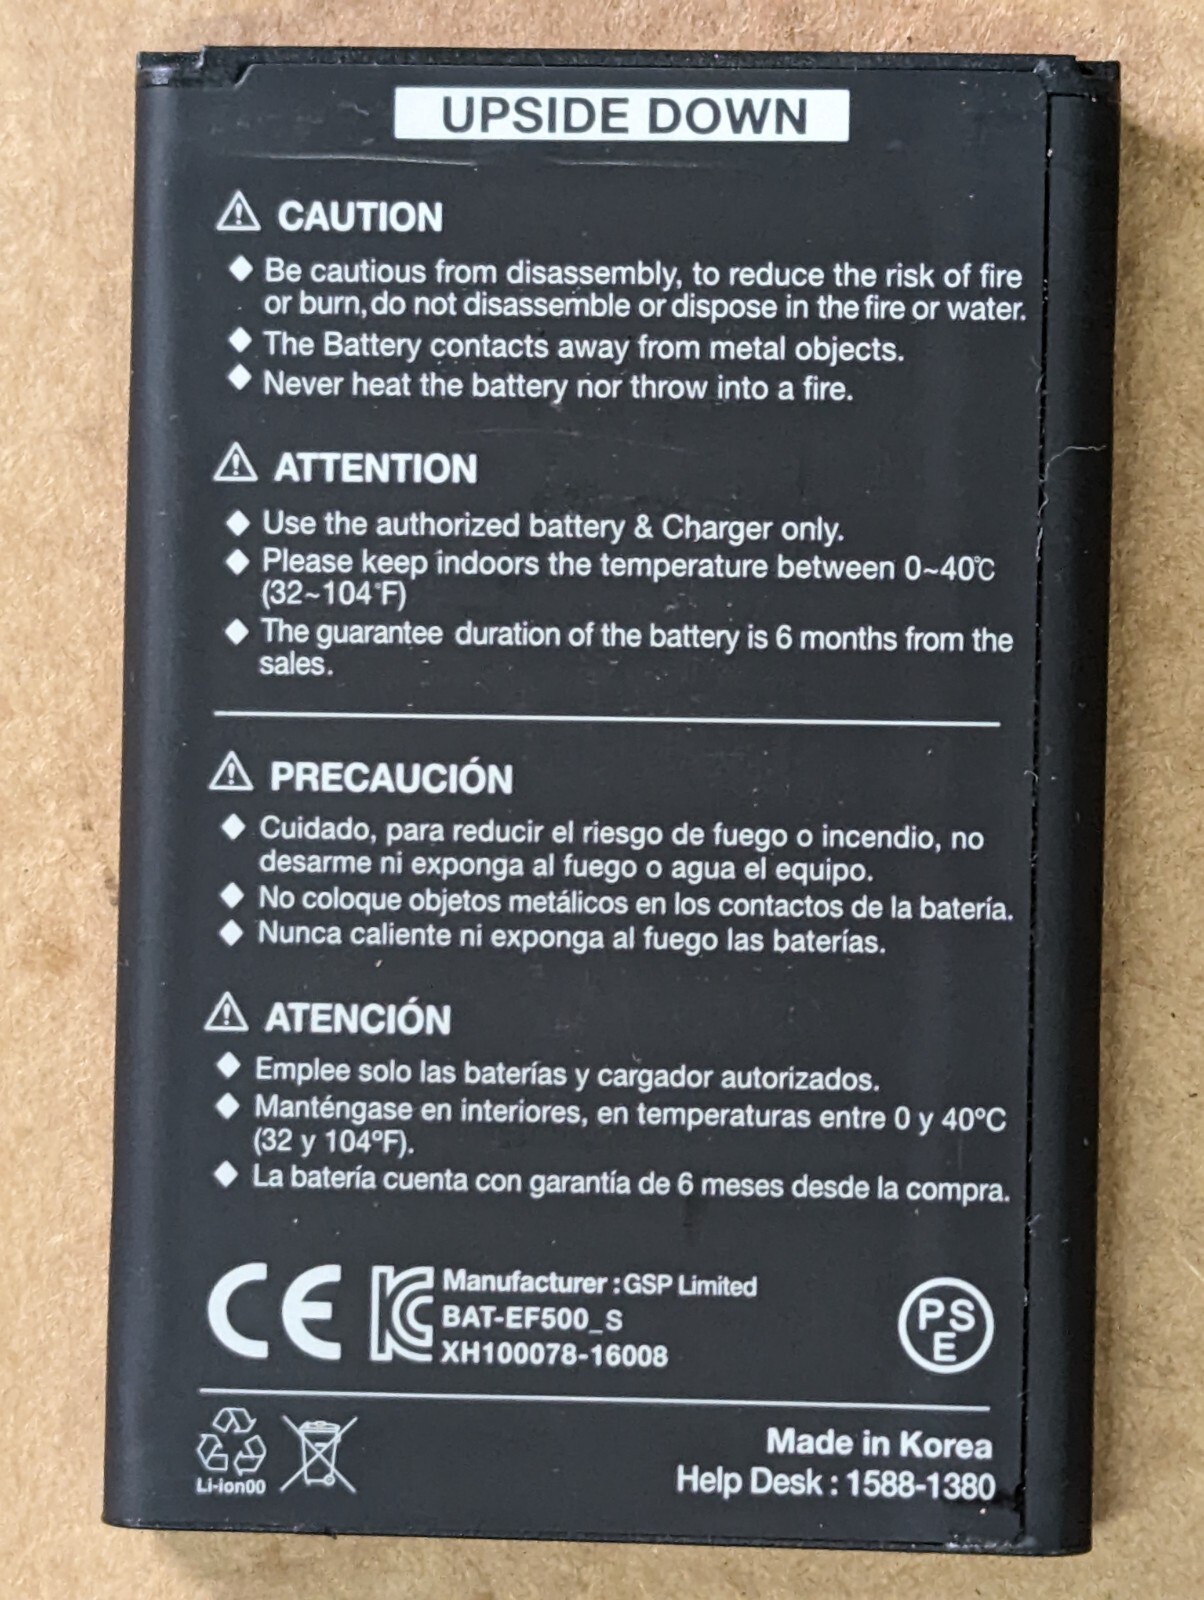 UPSIDE DOWN
CAUTION
Be cautious from disassembly, to reduce the risk of fire
or burn, do not disassemble or dispose in the fire or water.
The Battery contacts away from metal objects.
Never heat the battery nor throw into a fire.
ATTENTION
Use the authorized battery & Charger only.
Please keep indoors the temperature between 0~40℃
(32~104°F)
The guarantee duration of the battery is 6 months from the
sales.
PRECAUCIÓN
Cuidado, para reducir el riesgo de fuego o incendio, no
desarme ni exponga al fuego o agua el equipo.
No coloque objetos metálicos en los contactos de la batería.
Nunca caliente ni exponga al fuego las baterías.
ATENCIÓN
Emplee solo las baterías y cargador autorizados.
Manténgase en interiores, en temperaturas entre 0 y 40ºC
(32 y 104ºF).
La batería cuenta con garantía de 6 meses desde la compra.
CE KC Manufacturer : GSP Limited
BAT-EF500_S
XH100078-16008
PSE
Li-ion00
Made in Korea
Help Desk : 1588-1380